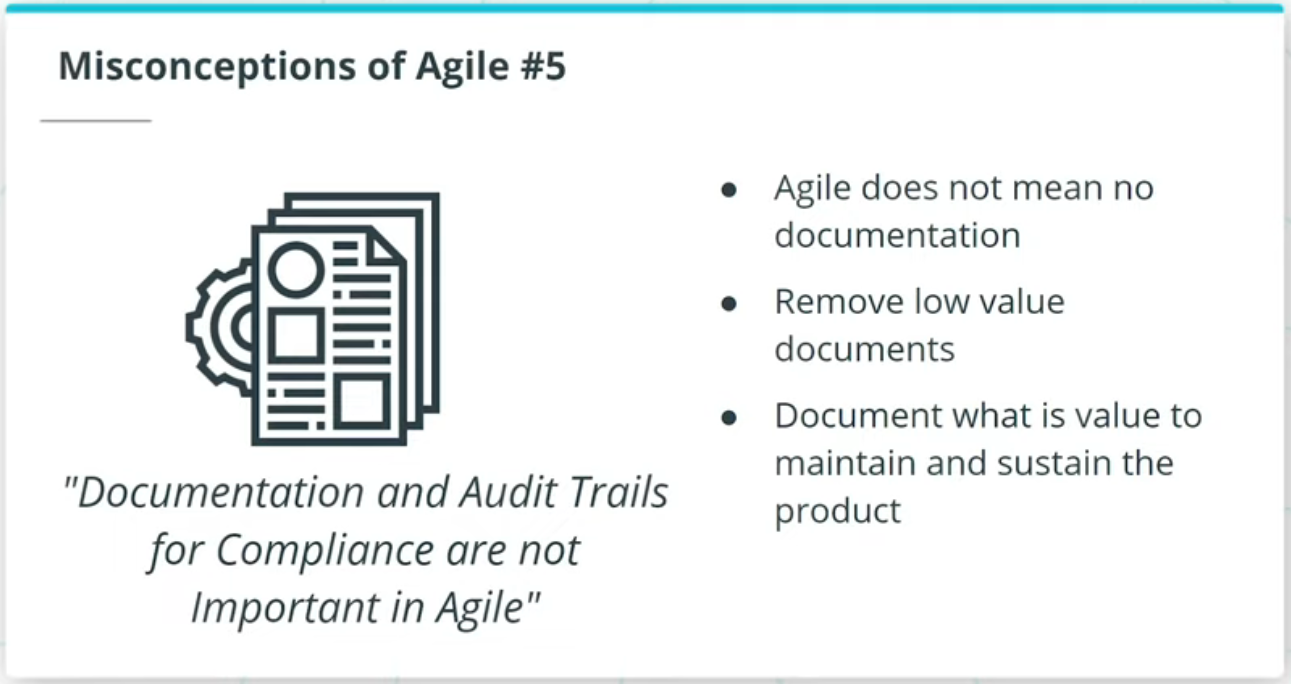 Misconceptions of Agile #5
"Documentation and Audit Trails
for Compliance are not
Important in Agile"
● Agile does not mean no
documentation
● Remove low value
documents
● Document what is value to
maintain and sustain the
product